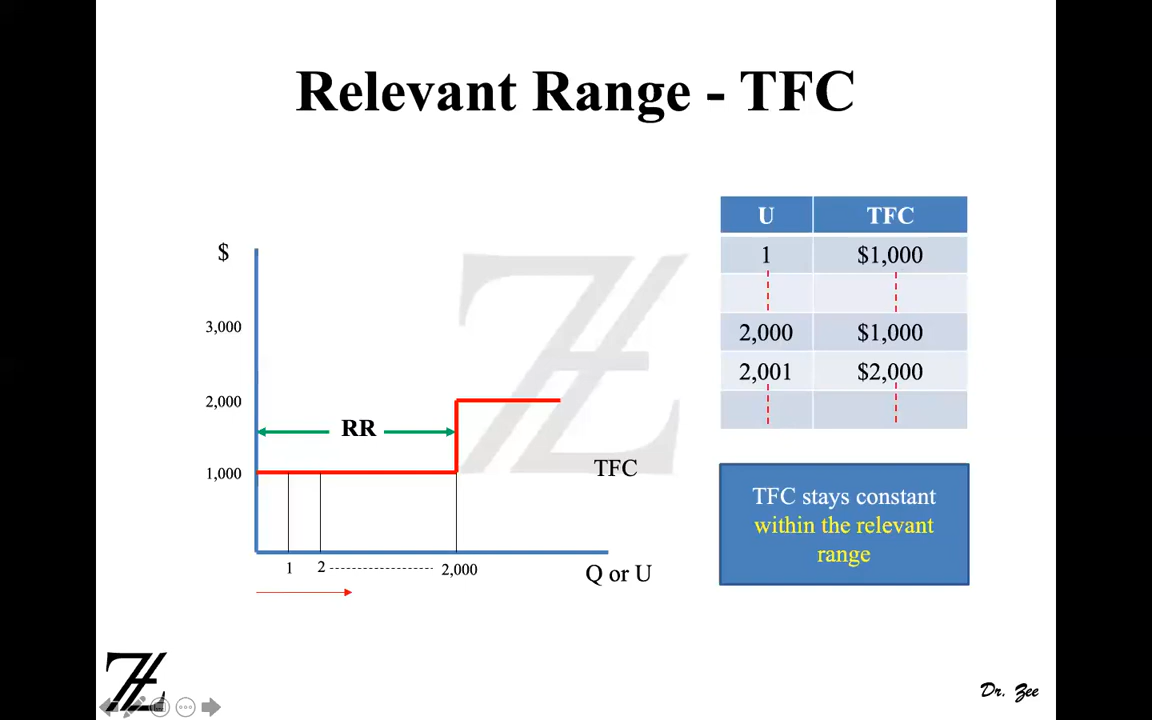 Relevant Range - TFC
$
3,000
2,000
1,000
RR
TFC
1
2
2,000
Q or U
U TFC
1 $1,000
2,000 $1,000
2,001 $2,000
TFC stays constant
within the relevant
range
Dr. Zee